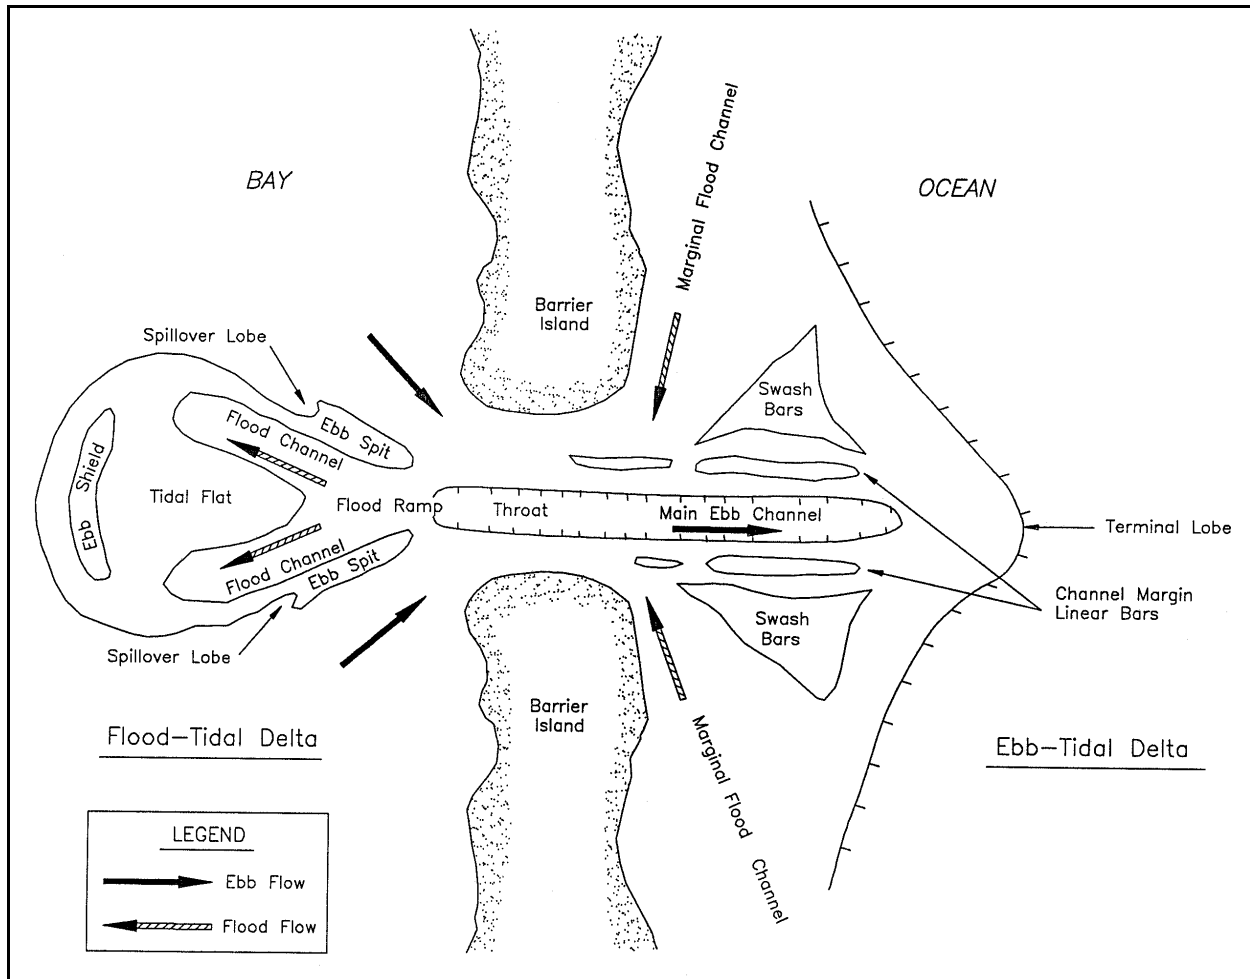 BAY
OCEAN
Marginal Flood Channel
Barrier
Island
Spillover Lobe
Swash
Bars
Flood Channel
Ebb Spit
Ebb Shield
Tidal Flat
Flood Ramp
Throat
Main Ebb Channel
Terminal Lobe
Flood Channel
Ebb Spit
Channel Margin
Linear Bars
Swash
Bars
Spillover Lobe
Barrier
Island
Marginal Flood Channel
Flood-Tidal Delta
Ebb-Tidal Delta
LEGEND
Ebb Flow
Flood Flow